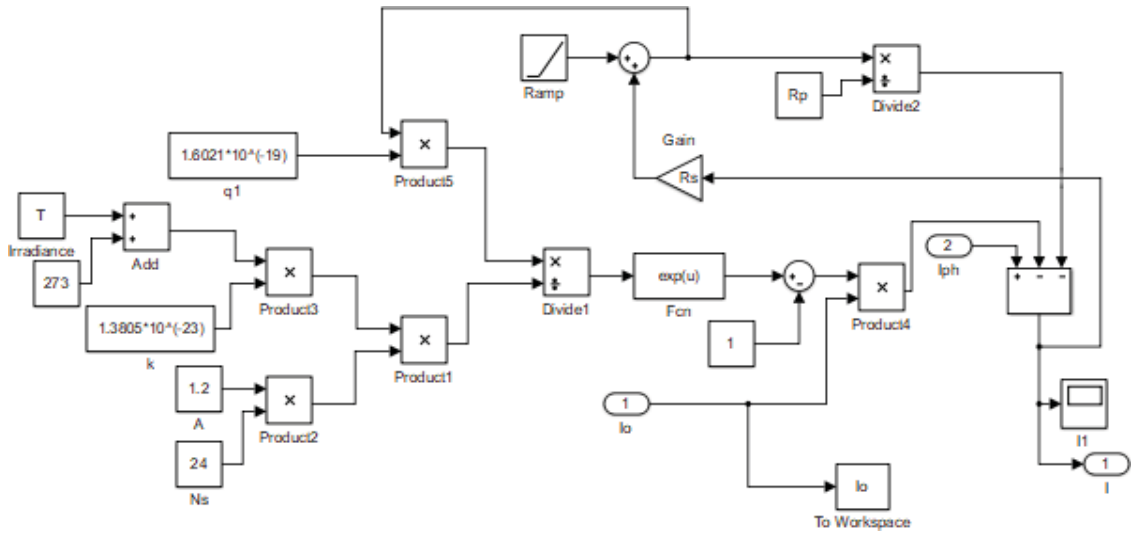 Ramp
Rp
Divide2
Gain
Rs
1.6021*10^(-19)
q1
Product5
T
Irradiance
Add
273
Product3
1.3805*10^(-23)
k
Product1
1.2
A
Product2
24
Ns
Divide1
exp(u)
Fcn
1
Product4
2
Iph
1
Io
Io
To Workspace
I1
1
I